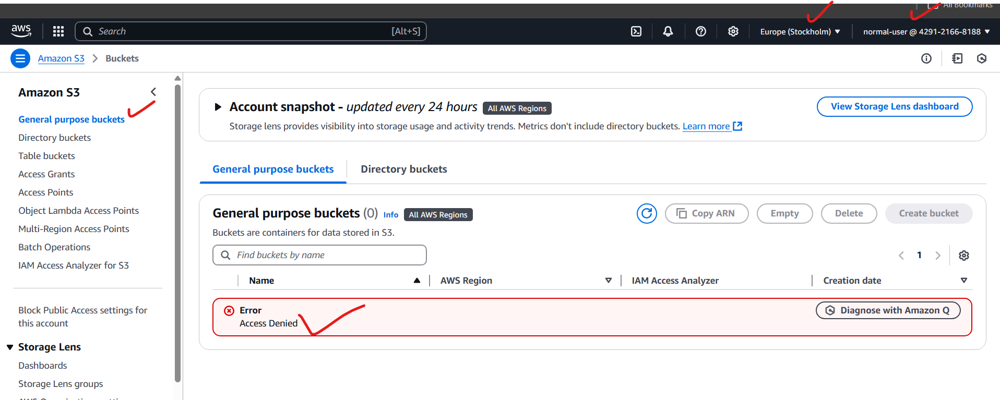 All Bookmarks
aws
Search
[Alt+S]
Europe (Stockholm)
normal-user @ 4291-2166-8188
Amazon S3
Buckets
Amazon S3
General purpose buckets
Directory buckets
Table buckets
Access Grants
Access Points
Object Lambda Access Points
Multi-Region Access Points
Batch Operations
IAM Access Analyzer for S3
Block Public Access settings for
this account
Storage Lens
Dashboards
Storage Lens groups
Account snapshot - updated every 24 hours
All AWS Regions
View Storage Lens dashboard
Storage lens provides visibility into storage usage and activity trends. Metrics don't include directory buckets. Learn more
General purpose buckets
Directory buckets
General purpose buckets (0)
Info
All AWS Regions
Copy ARN
Empty
Delete
Create bucket
Buckets are containers for data stored in S3.
Find buckets by name
1
Name
AWS Region
IAM Access Analyzer
Creation date
Error
Access Denied
Diagnose with Amazon Q